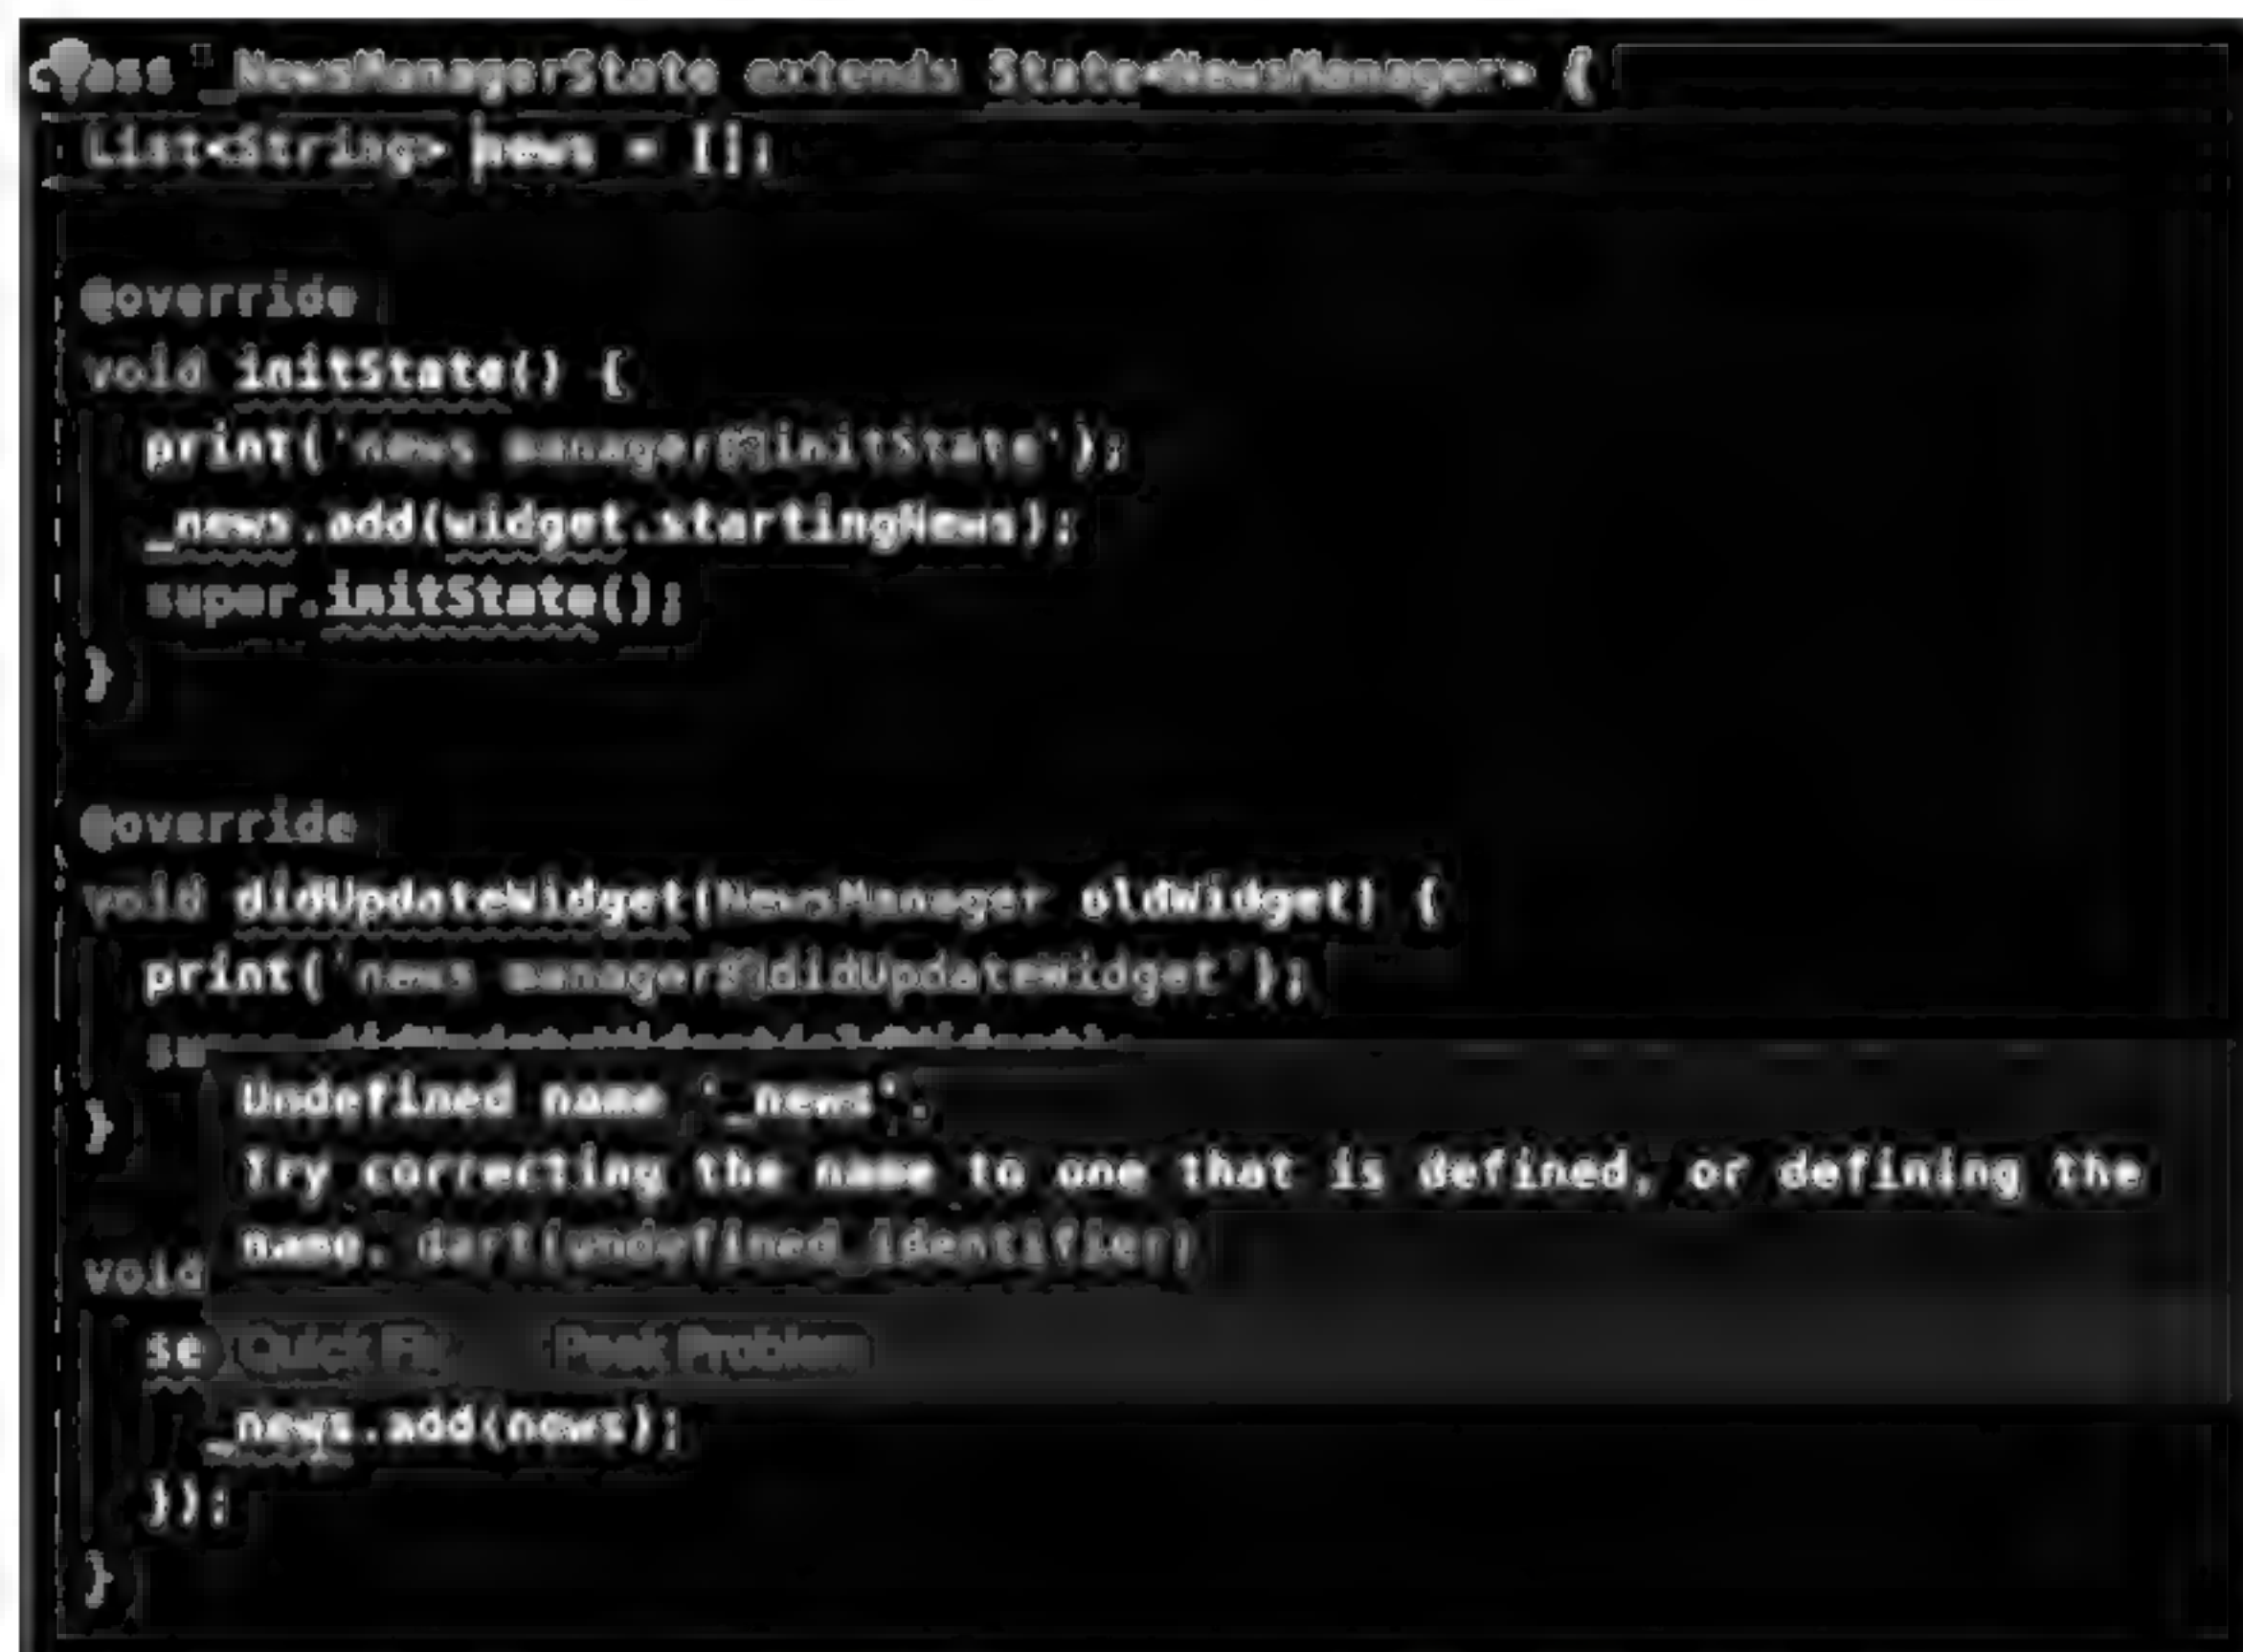 class _NewsManagerState extends State<NewsManager> {
List<String> news = [];
@override
void initState() {
print('news manager initState');
_news.add(widget.startingNews);
super.initState();
}
@override
void didUpdateWidget(NewsManager oldWidget) {
print('news manager didUpdateWidget');
su
Undefined name '_news'.
}
Try correcting the name to one that is defined, or defining the
name. dart(undefined_identifier)
void
se Quick Fix Peek Problem
_news.add(news);
});
}